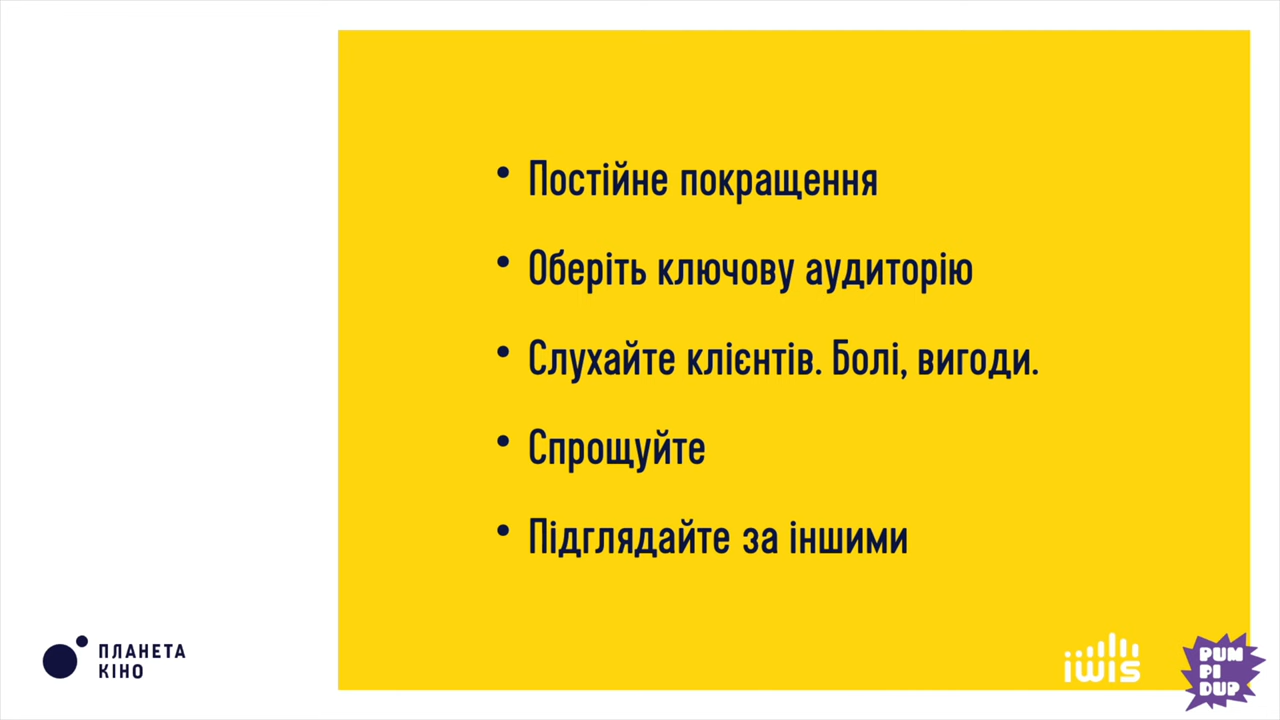 • Постійне покращення
• Оберіть ключову аудиторію
• Слухайте клієнтів. Болі, вигоди.
• Спрощуйте
• Підглядайте за іншими
ПЛАНЕТА
КІНО
iwis
PUM
PI
DUP